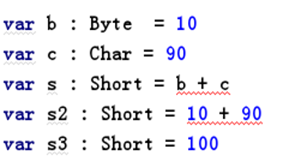 var b : Byte = 10
var c : Char = 90
var s : Short = b + c
var s2 : Short = 10 + 90
var s3 : Short = 100